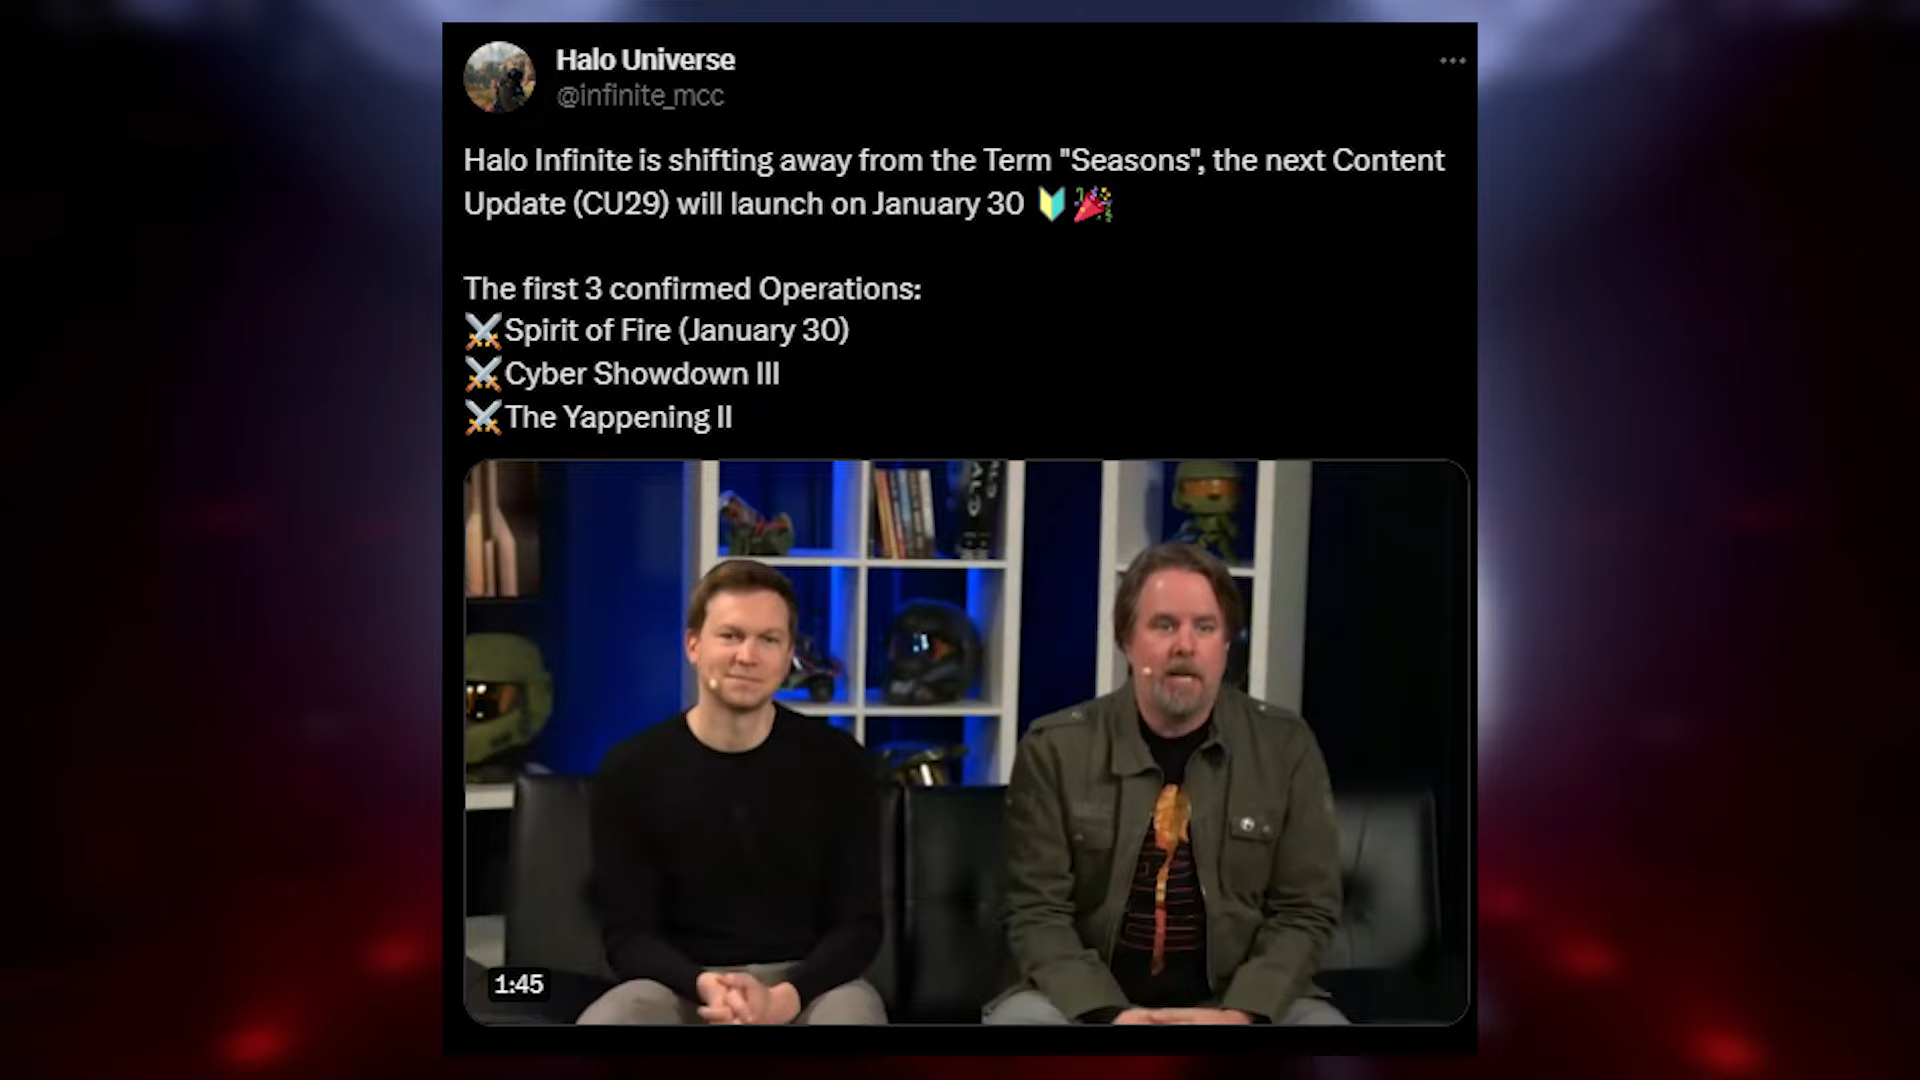 Halo Universe
@infinite_mcc
Halo Infinite is shifting away from the Term "Seasons", the next Content
Update (CU29) will launch on January 30 🔰🎉
The first 3 confirmed Operations:
⚔️Spirit of Fire (January 30)
⚔️Cyber Showdown III
⚔️The Yappening II
HALO
1:45